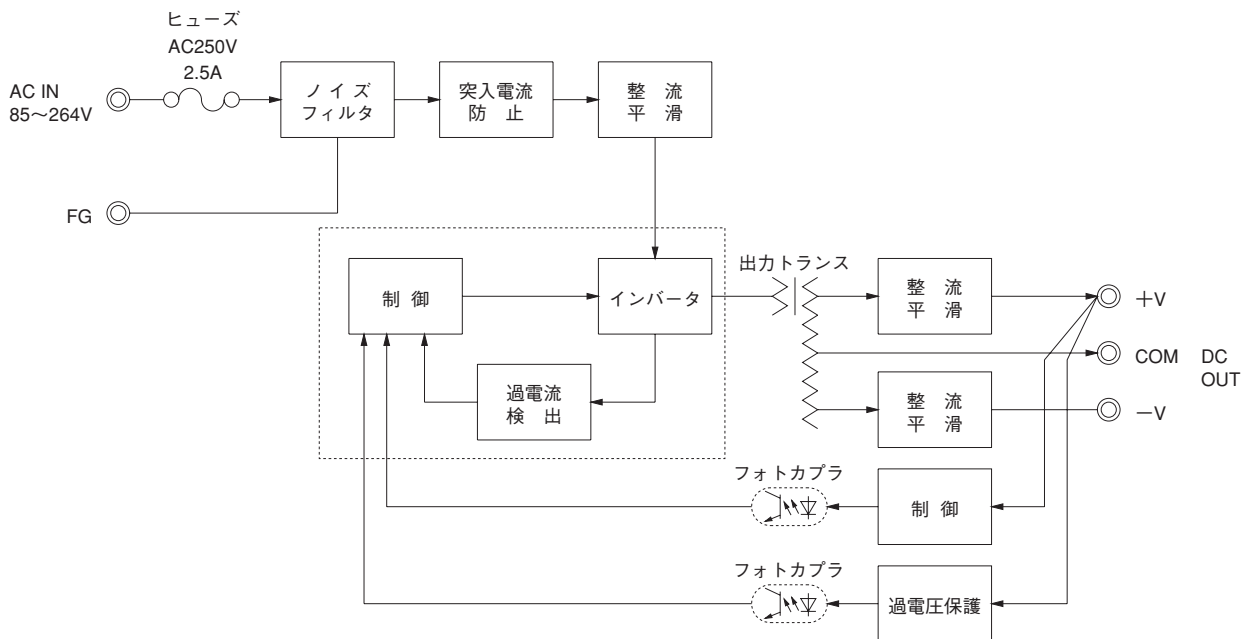 ヒューズ
AC250V
2.5A
AC IN
85〜264V
ノイズ
フィルタ
突入電流
防 止
整 流
平 滑
FG
制 御
インバータ
過電流
検 出
出力トランス
整 流
平 滑
＋V
COM
DC
OUT
整 流
平 滑
－V
フォトカプラ
制 御
フォトカプラ
過電圧保護